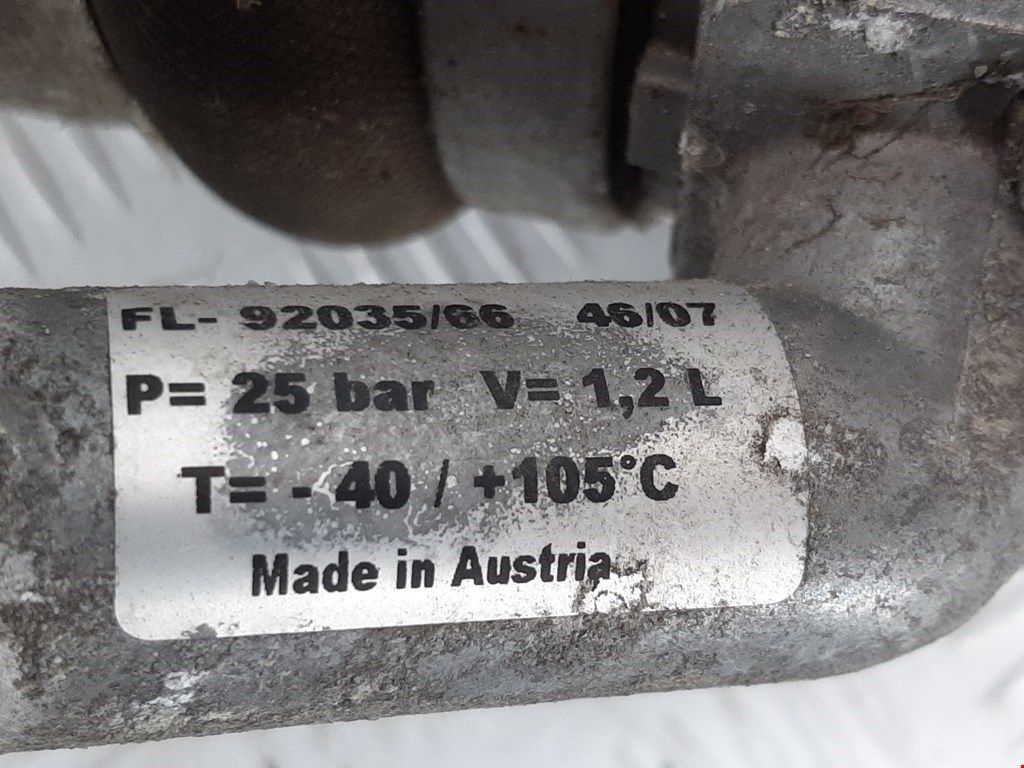 FL- 92035/66 46/07
P= 25 bar V= 1,2 L
T= - 40 / +105°C
Made in Austria